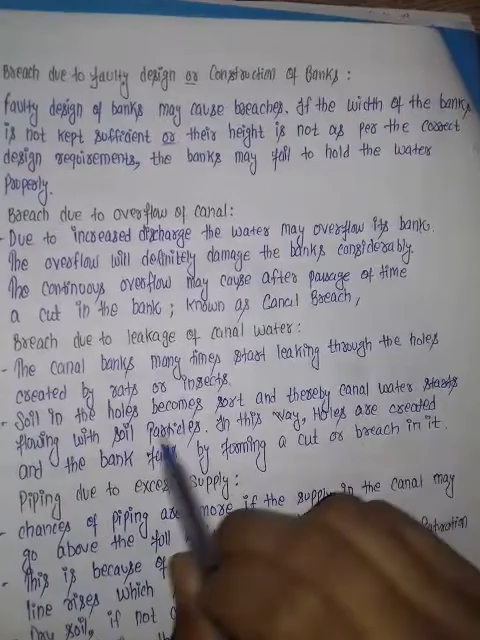 Breach due to faulty design or Construction of Banks :
Faulty design of banks may cause breaches. If the width of the banks
is not kept sufficient or their height is not as per the correct
design requirements, the banks may fail to hold the water
Properly.
Breach due to overflow of canal:
- Due to increased discharge the water may overflow its bank.
The overflow will definitely damage the banks considerably.
The continuous overflow may cause after passage of time
a cut in the bank ; known as Canal Breach,
Breach due to leakage of canal water:
- The canal banks many times start leaking through the holes
created by rats or insects.
- Soil in the holes becomes sort and thereby canal water starts
flowing with soil particles. In this way, Holes are created
and the bank by forming a cut or breach in it.
Piping due to excess supply :
- chances of piping are more if the supply in the canal may
go above the full
- This is because of
line rises which
Dry soil, if not